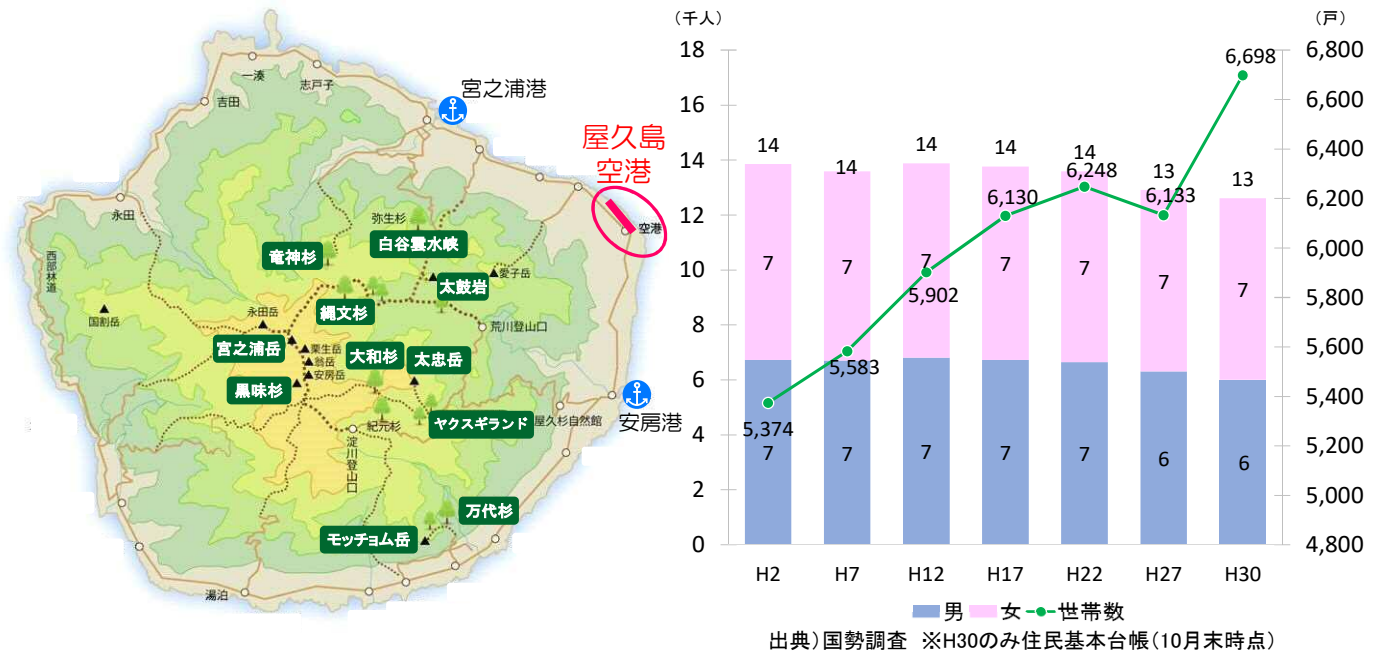 一湊
志戸子
吉田
宮之浦港
屋久島
空港
空港
永田
弥生杉
白谷雲水峡
竜神杉
愛子岳
太鼓岩
西部林道
縄文杉
国割岳
永田岳
荒川登山口
宮之浦岳
栗生岳
翁岳
安房岳
大和杉
太忠岳
黒味杉
安房港
紀元杉
ヤクスギランド
屋久杉自然館
淀川登山口
万代杉
モッチョム岳
湯泊
（千人）
（戸）
18
16
14
12
10
8
6
4
2
0
6,800
6,600
6,400
6,200
6,000
5,800
5,600
5,400
5,200
5,000
4,800
14
14
14
14
14
13
13
5,374
5,583
5,902
6,130
6,248
6,133
6,698
7
7
7
7
7
7
7
7
7
7
7
7
6
6
H2
H7
H12
H17
H22
H27
H30
男
女
世帯数
出典）国勢調査 ※H30のみ住民基本台帳（10月末時点）